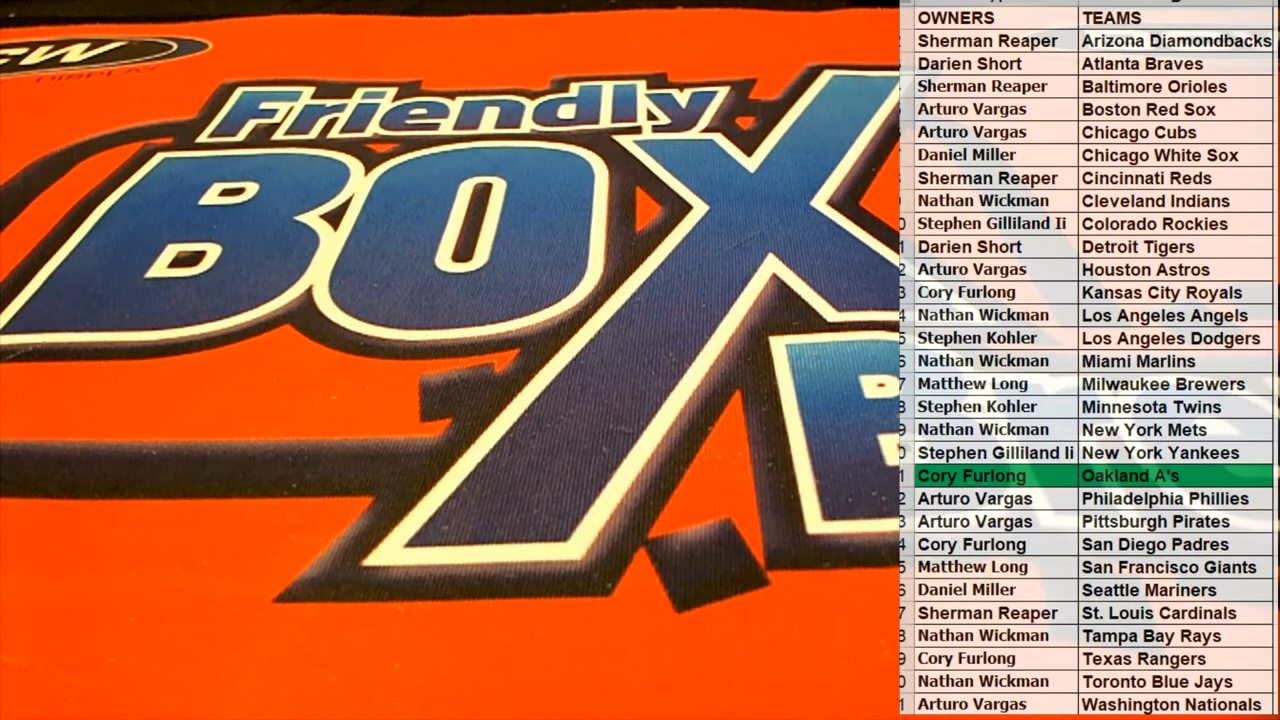 CW
DISPLAY
Friendly
BOX
B
OWNERS TEAMS
Sherman Reaper Arizona Diamondbacks
Darien Short Atlanta Braves
Sherman Reaper Baltimore Orioles
Arturo Vargas Boston Red Sox
Arturo Vargas Chicago Cubs
Daniel Miller Chicago White Sox
Sherman Reaper Cincinnati Reds
Nathan Wickman Cleveland Indians
Stephen Gilliland Ii Colorado Rockies
Darien Short Detroit Tigers
Arturo Vargas Houston Astros
Cory Furlong Kansas City Royals
Nathan Wickman Los Angeles Angels
Stephen Kohler Los Angeles Dodgers
Nathan Wickman Miami Marlins
Matthew Long Milwaukee Brewers
Stephen Kohler Minnesota Twins
Nathan Wickman New York Mets
Stephen Gilliland Ii New York Yankees
Cory Furlong Oakland A's
Arturo Vargas Philadelphia Phillies
Arturo Vargas Pittsburgh Pirates
Cory Furlong San Diego Padres
Matthew Long San Francisco Giants
Daniel Miller Seattle Mariners
Sherman Reaper St. Louis Cardinals
Nathan Wickman Tampa Bay Rays
Cory Furlong Texas Rangers
Nathan Wickman Toronto Blue Jays
Arturo Vargas Washington Nationals